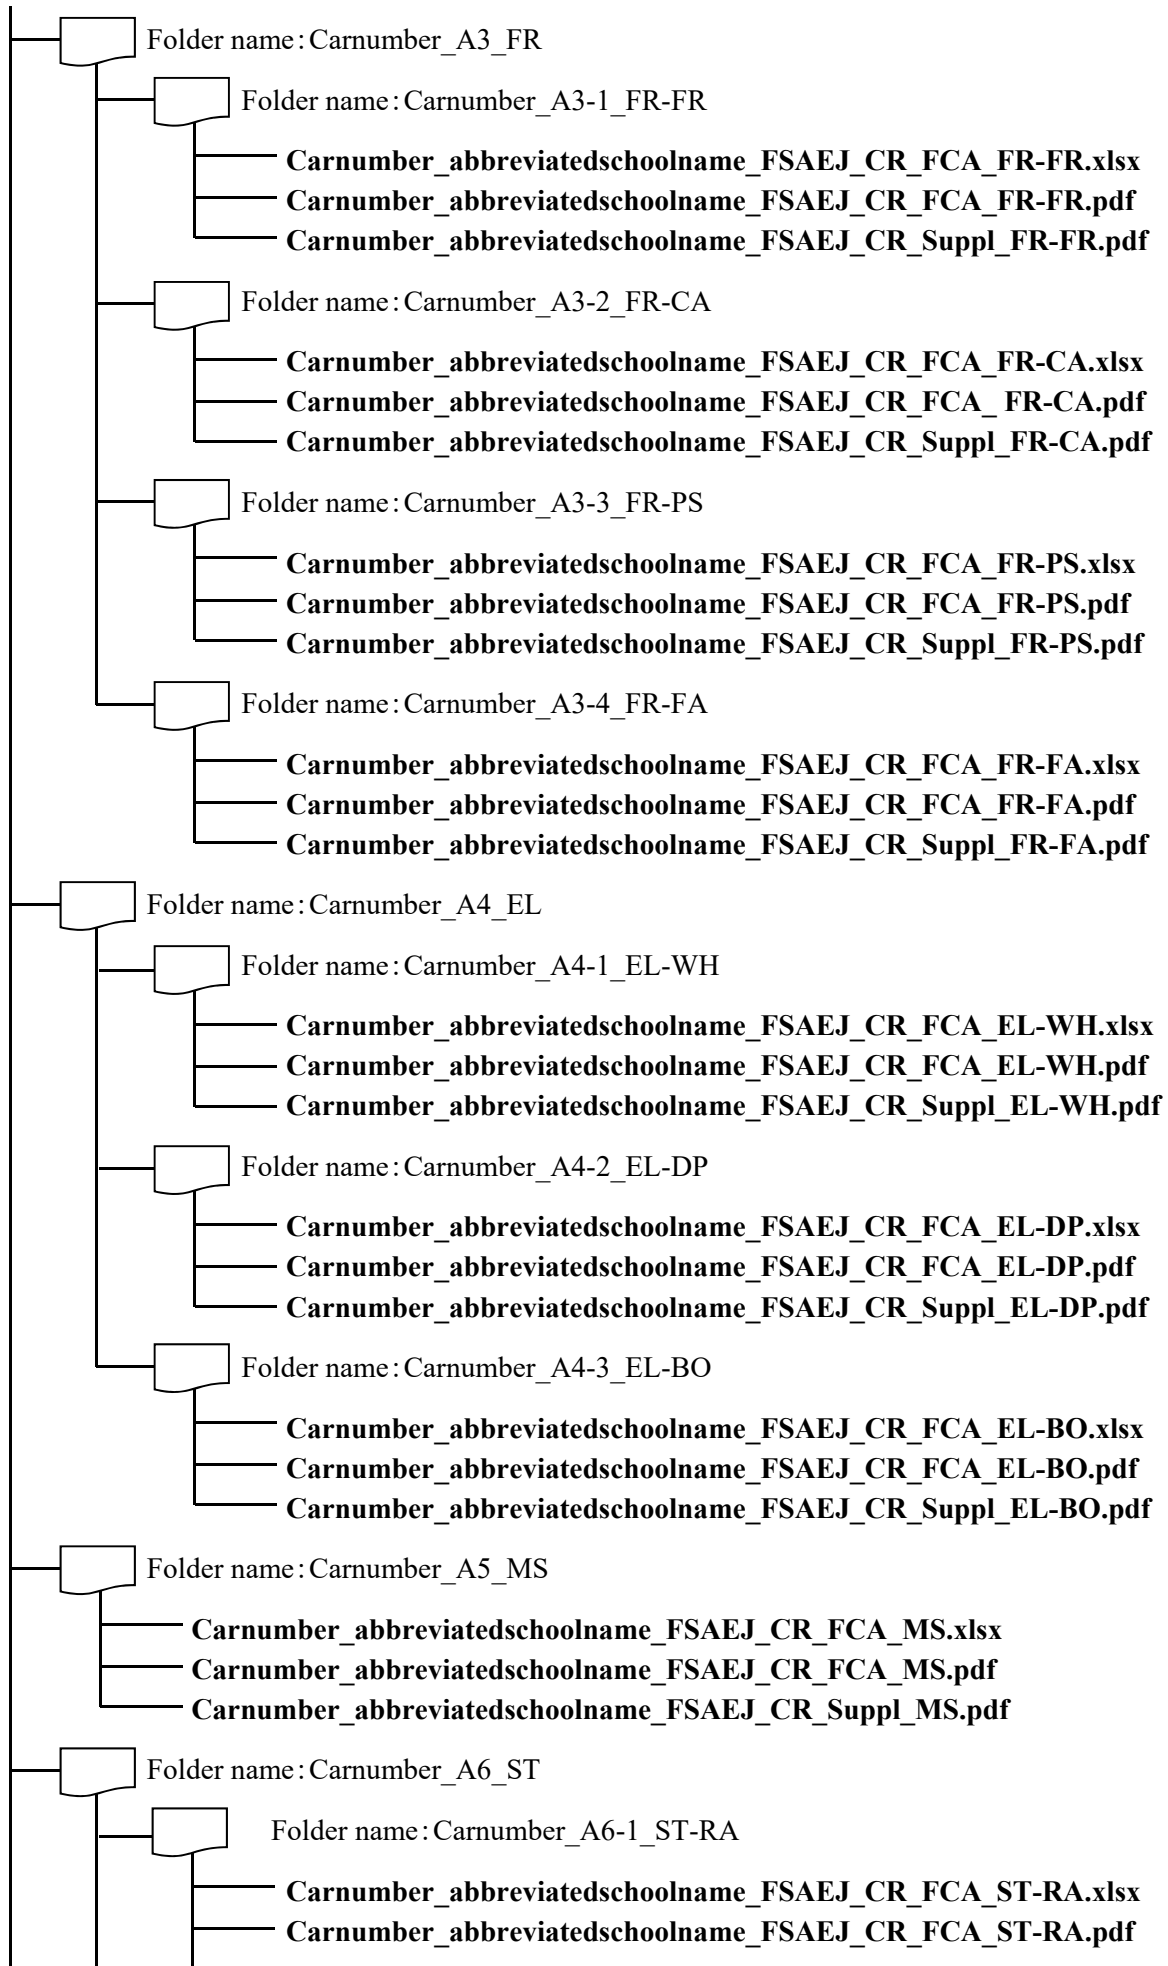 Folder name:Carnumber_A3_FR
Folder name:Carnumber_A3-1_FR-FR
Carnumber_abbreviatedschoolname_FSAEJ_CR_FCA_FR-FR.xlsx
Carnumber_abbreviatedschoolname_FSAEJ_CR_FCA_FR-FR.pdf
Carnumber_abbreviatedschoolname_FSAEJ_CR_Suppl_FR-FR.pdf
Folder name:Carnumber_A3-2_FR-CA
Carnumber_abbreviatedschoolname_FSAEJ_CR_FCA_FR-CA.xlsx
Carnumber_abbreviatedschoolname_FSAEJ_CR_FCA_ FR-CA.pdf
Carnumber_abbreviatedschoolname_FSAEJ_CR_Suppl_FR-CA.pdf
Folder name:Carnumber_A3-3_FR-PS
Carnumber_abbreviatedschoolname_FSAEJ_CR_FCA_FR-PS.xlsx
Carnumber_abbreviatedschoolname_FSAEJ_CR_FCA_FR-PS.pdf
Carnumber_abbreviatedschoolname_FSAEJ_CR_Suppl_FR-PS.pdf
Folder name:Carnumber_A3-4_FR-FA
Carnumber_abbreviatedschoolname_FSAEJ_CR_FCA_FR-FA.xlsx
Carnumber_abbreviatedschoolname_FSAEJ_CR_FCA_FR-FA.pdf
Carnumber_abbreviatedschoolname_FSAEJ_CR_Suppl_FR-FA.pdf
Folder name:Carnumber_A4_EL
Folder name:Carnumber_A4-1_EL-WH
Carnumber_abbreviatedschoolname_FSAEJ_CR_FCA_EL-WH.xlsx
Carnumber_abbreviatedschoolname_FSAEJ_CR_FCA_EL-WH.pdf
Carnumber_abbreviatedschoolname_FSAEJ_CR_Suppl_EL-WH.pdf
Folder name:Carnumber_A4-2_EL-DP
Carnumber_abbreviatedschoolname_FSAEJ_CR_FCA_EL-DP.xlsx
Carnumber_abbreviatedschoolname_FSAEJ_CR_FCA_EL-DP.pdf
Carnumber_abbreviatedschoolname_FSAEJ_CR_Suppl_EL-DP.pdf
Folder name:Carnumber_A4-3_EL-BO
Carnumber_abbreviatedschoolname_FSAEJ_CR_FCA_EL-BO.xlsx
Carnumber_abbreviatedschoolname_FSAEJ_CR_FCA_EL-BO.pdf
Carnumber_abbreviatedschoolname_FSAEJ_CR_Suppl_EL-BO.pdf
Folder name:Carnumber_A5_MS
Carnumber_abbreviatedschoolname_FSAEJ_CR_FCA_MS.xlsx
Carnumber_abbreviatedschoolname_FSAEJ_CR_FCA_MS.pdf
Carnumber_abbreviatedschoolname_FSAEJ_CR_Suppl_MS.pdf
Folder name:Carnumber_A6_ST
Folder name:Carnumber_A6-1_ST-RA
Carnumber_abbreviatedschoolname_FSAEJ_CR_FCA_ST-RA.xlsx
Carnumber_abbreviatedschoolname_FSAEJ_CR_FCA_ST-RA.pdf